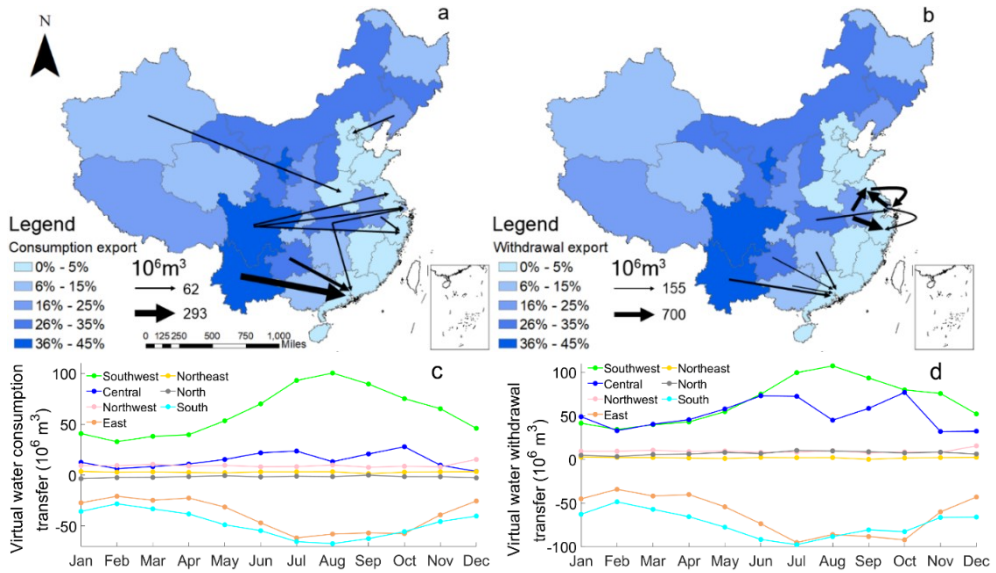 N
a
Legend
Consumption export
0% - 5%
6% - 15%
16% - 25%
26% - 35%
36% - 45%
10⁶m³
62
293
0 125250 500 750 1,000
Miles
b
Legend
Withdrawal export
0% - 5%
6% - 15%
16% - 25%
26% - 35%
36% - 45%
10⁶m³
155
700
c
Virtual water consumption
transfer (10⁶ m³)
100
50
0
-50
Southwest
Central
Northwest
East
Northeast
North
South
Jan Feb Mar Apr May Jun Jul Aug Sep Oct Nov Dec
d
Virtual water withdrawal
transfer (10⁶ m³)
100
50
0
-50
-100
Southwest
Central
Northwest
East
Northeast
North
South
Jan Feb Mar Apr May Jun Jul Aug Sep Oct Nov Dec